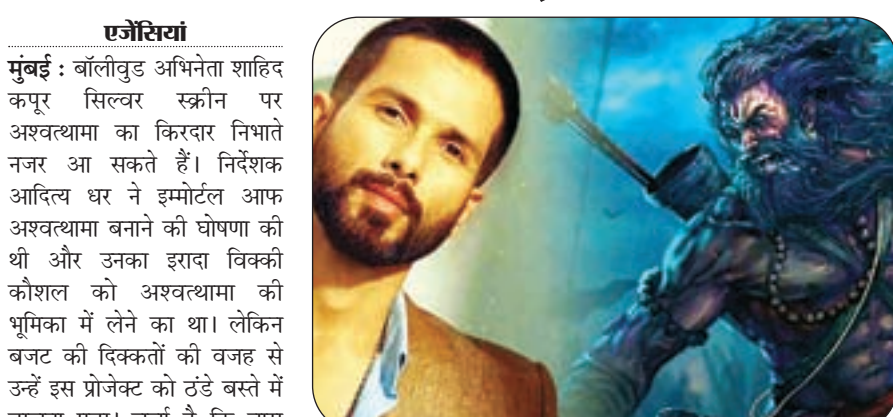 एजेंसियां
मुंबई : बॉलीवुड अभिनेता शाहिद
कपूर सिल्वर स्क्रीन पर
अश्वत्थामा का किरदार निभाते
नजर आ सकते हैं। निर्देशक
आदित्य धर ने इम्मोर्टल आफ
अश्वत्थामा बनाने की घोषणा की
थी और उनका इरादा विक्की
कौशल को अश्वत्थामा की
भूमिका में लेने का था। लेकिन
बजट की दिक्कतों की वजह से
उन्हें इस प्रोजेक्ट को ठंडे बस्ते में